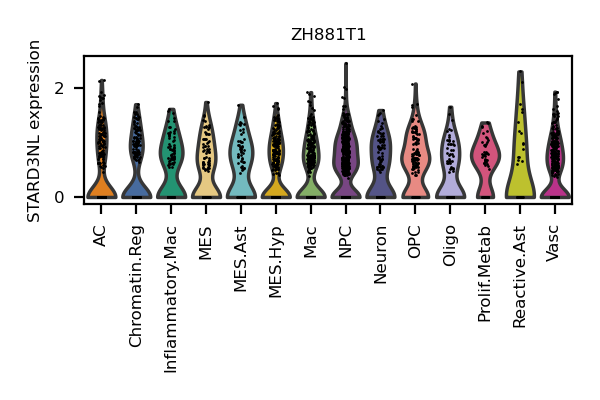 ZH881T1
STARD3NL expression
2
0
AC
Chromatin.Reg
Inflammatory.Mac
MES
MES.Ast
MES.Hyp
Mac
NPC
Neuron
OPC
Oligo
Prolif.Metab
Reactive.Ast
Vasc